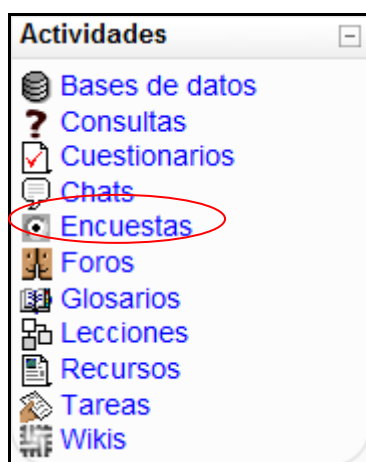 Actividades
Bases de datos
Consultas
Cuestionarios
Chats
Encuestas
Foros
Glosarios
Lecciones
Recursos
Tareas
Wikis